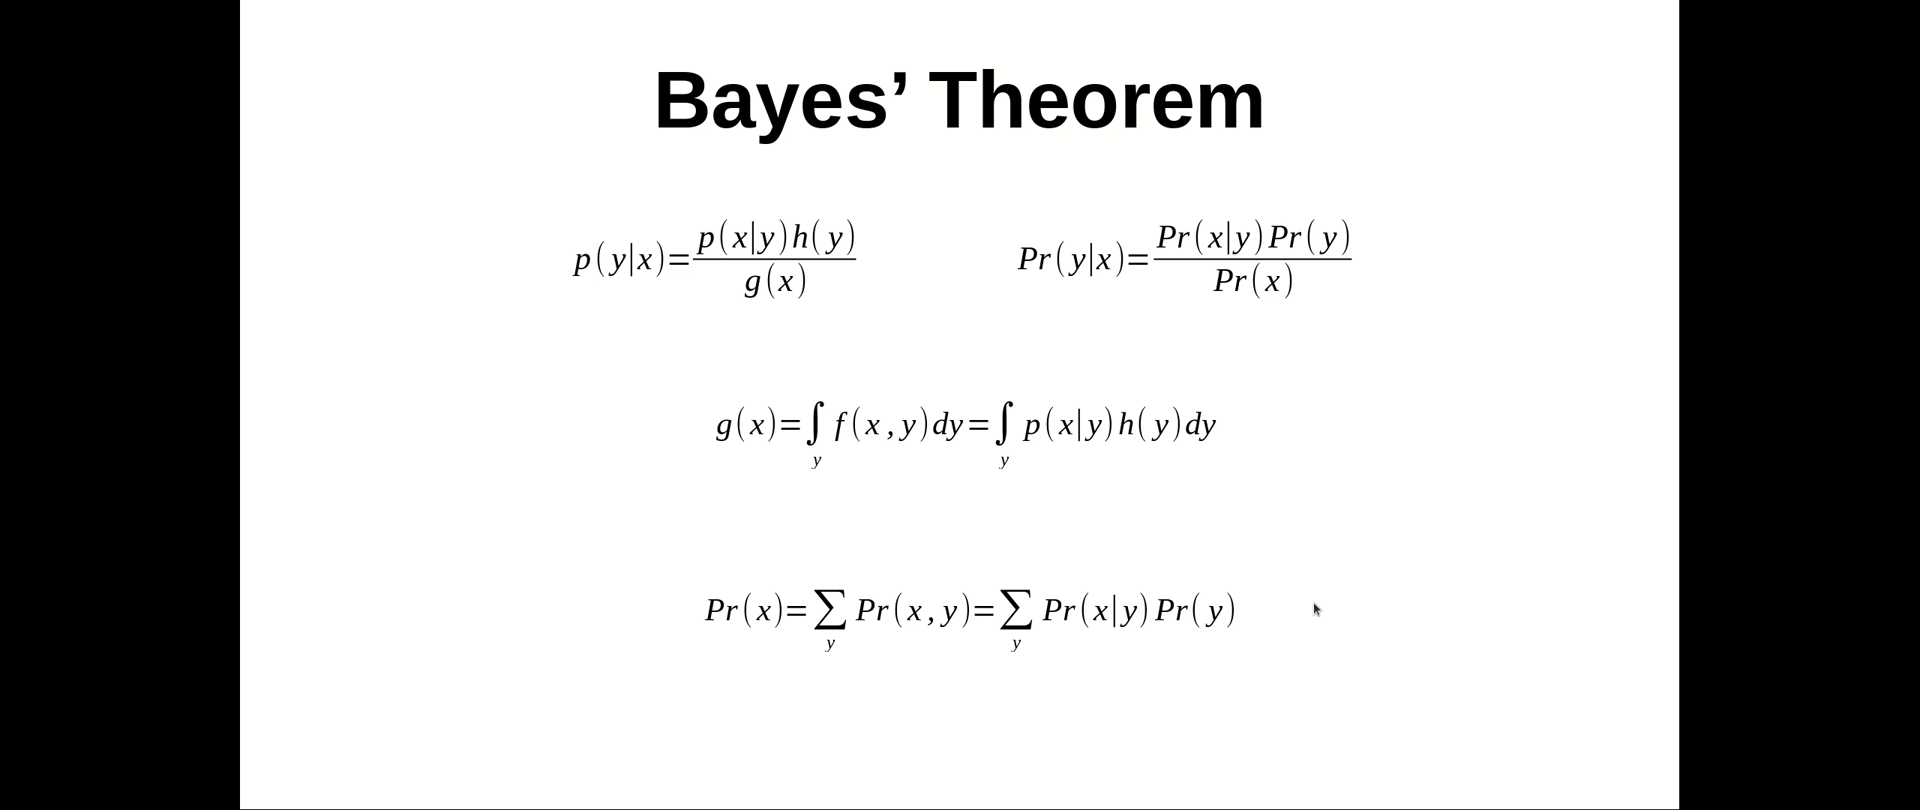 Bayes’ Theorem
p(y|x)=p(x|y)h(y)/g(x)
Pr(y|x)=Pr(x|y)Pr(y)/Pr(x)
g(x)=∫_y f(x,y)dy=∫_y p(x|y)h(y)dy
Pr(x)=∑_y Pr(x,y)=∑_y Pr(x|y)Pr(y)